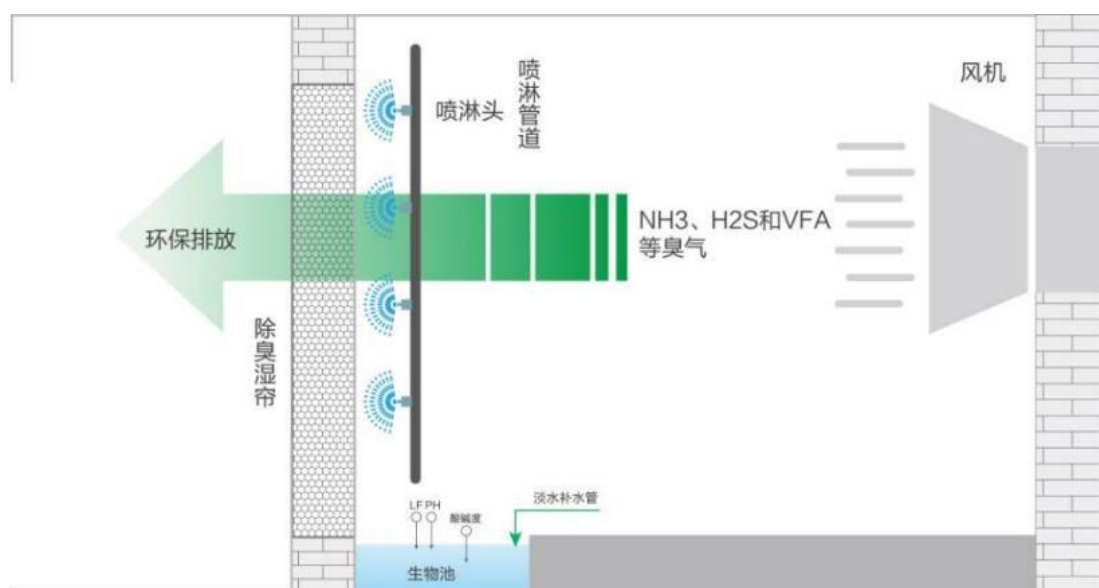 喷淋头
喷淋管道
风机
NH3、H2S和VFA
等臭气
环保排放
除臭湿帘
LF PH
酸碱度
淡水补水管
生物池